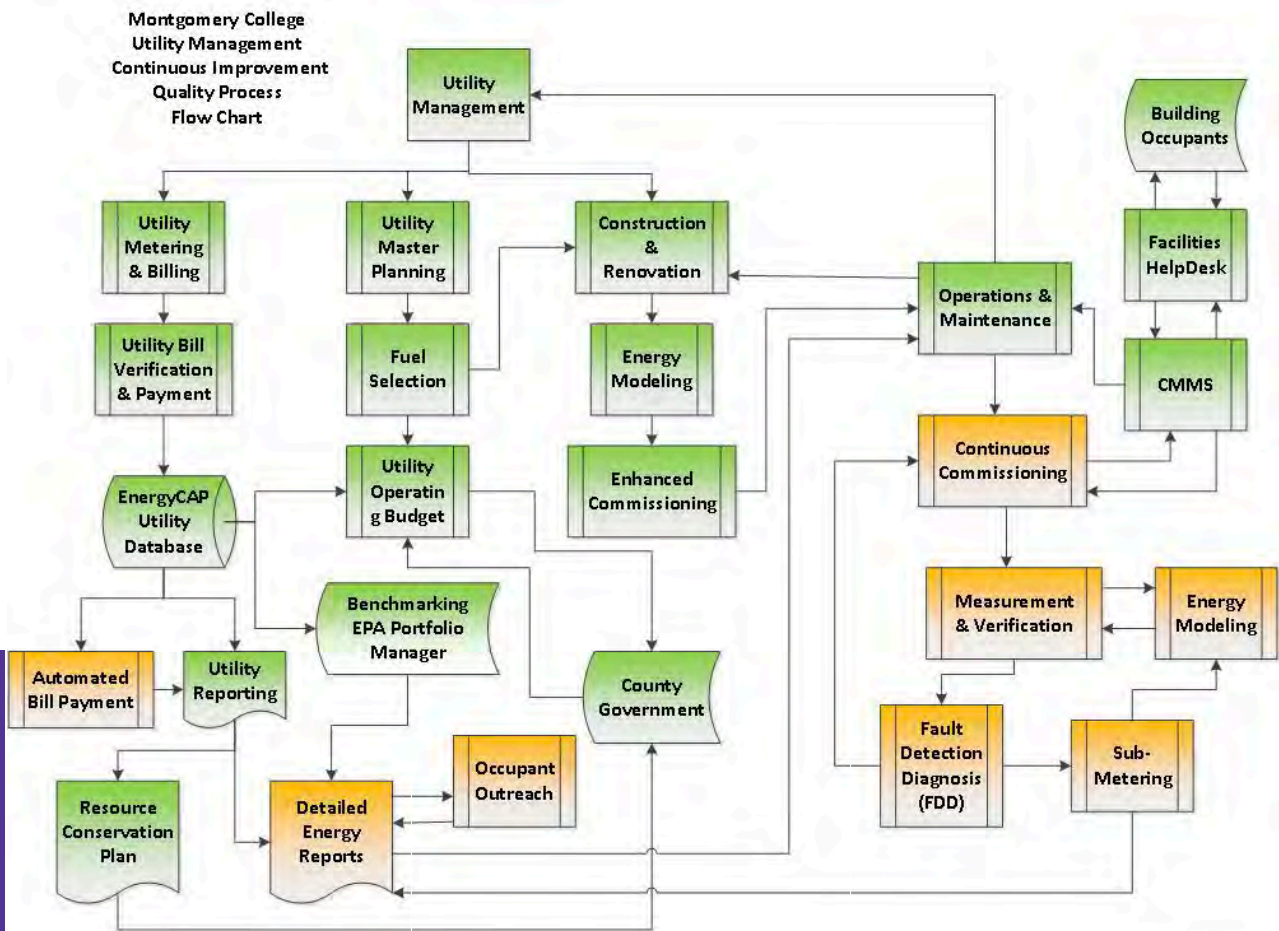 Montgomery College
Utility Management
Continuous Improvement
Quality Process
Flow Chart
Utility
Management
Building
Occupants
Utility
Metering
& Billing
Utility
Master
Planning
Construction
&
Renovation
Facilities
HelpDesk
Operations &
Maintenance
Utility Bill
Verification
& Payment
Fuel
Selection
Energy
Modeling
CMMS
Continuous
Commissioning
Utility
Operatin
g Budget
Enhanced
Commissioning
EnergyCAP
Utility
Database
Benchmarking
EPA Portfolio
Manager
Measurement
& Verification
Energy
Modeling
Automated
Bill Payment
Utility
Reporting
County
Government
Fault
Detection
Diagnosis
(FDD)
Sub-
Metering
Occupant
Outreach
Resource
Conservation
Plan
Detailed
Energy
Reports